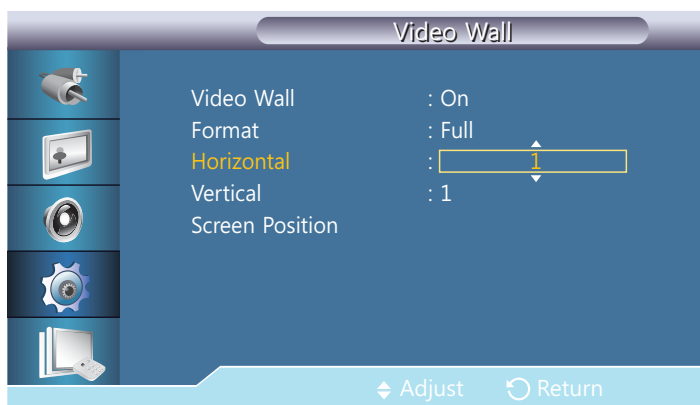 Video Wall
Video Wall : On
Format : Full
Horizontal : 1
Vertical : 1
Screen Position
Adjust Return